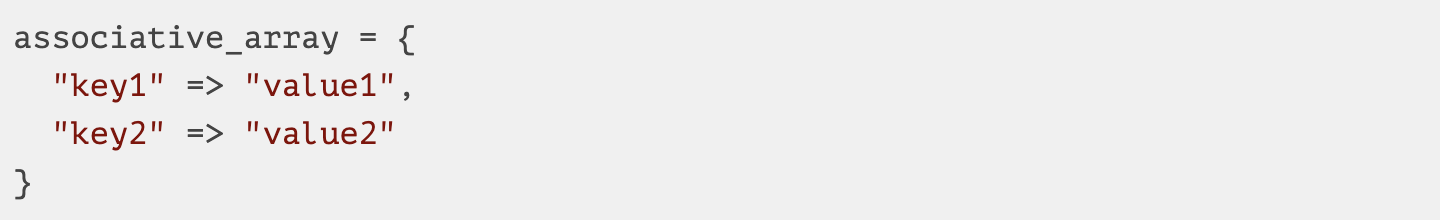 associative_array = {
  "key1" => "value1",
  "key2" => "value2"
}